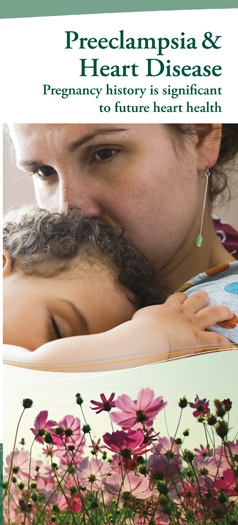 Preeclampsia &
Heart Disease
Pregnancy history is significant
to future heart health